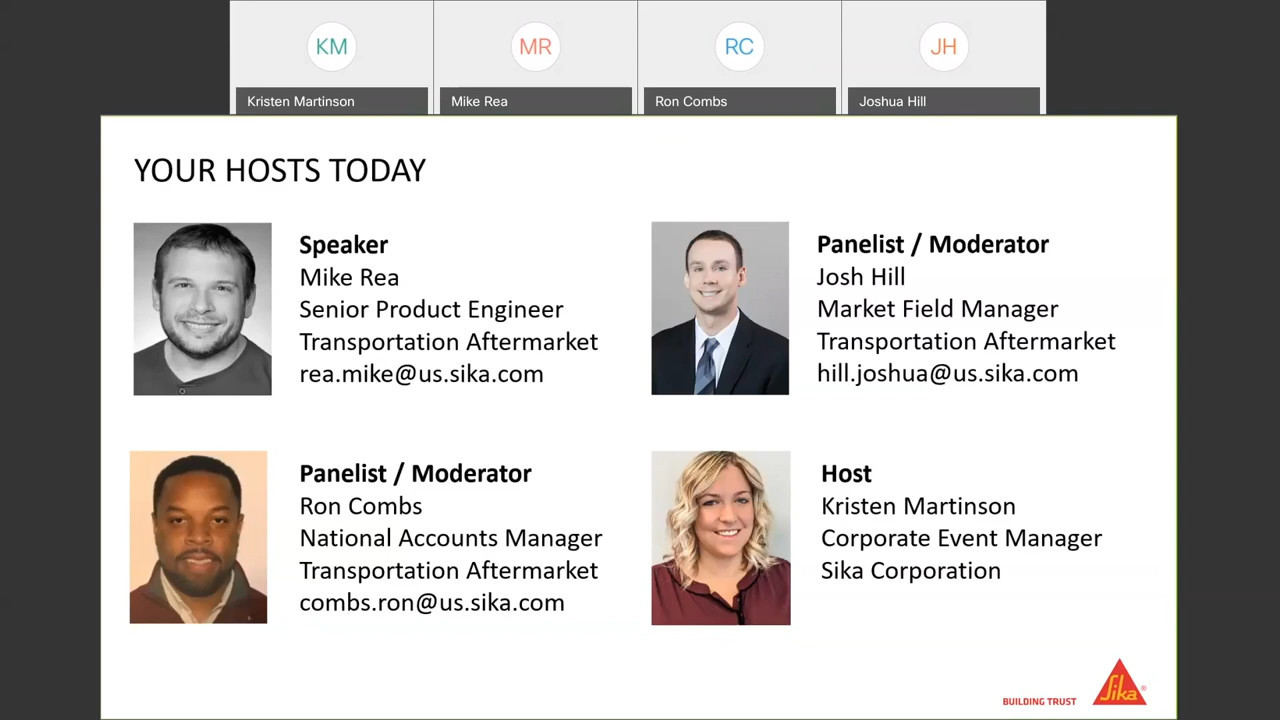 KM
MR
RC
JH
Kristen Martinson
Mike Rea
Ron Combs
Joshua Hill
YOUR HOSTS TODAY
Speaker
Mike Rea
Senior Product Engineer
Transportation Aftermarket
rea.mike@us.sika.com
Panelist / Moderator
Josh Hill
Market Field Manager
Transportation Aftermarket
hill.joshua@us.sika.com
Panelist / Moderator
Ron Combs
National Accounts Manager
Transportation Aftermarket
combs.ron@us.sika.com
Host
Kristen Martinson
Corporate Event Manager
Sika Corporation
BUILDING TRUST
Sika®